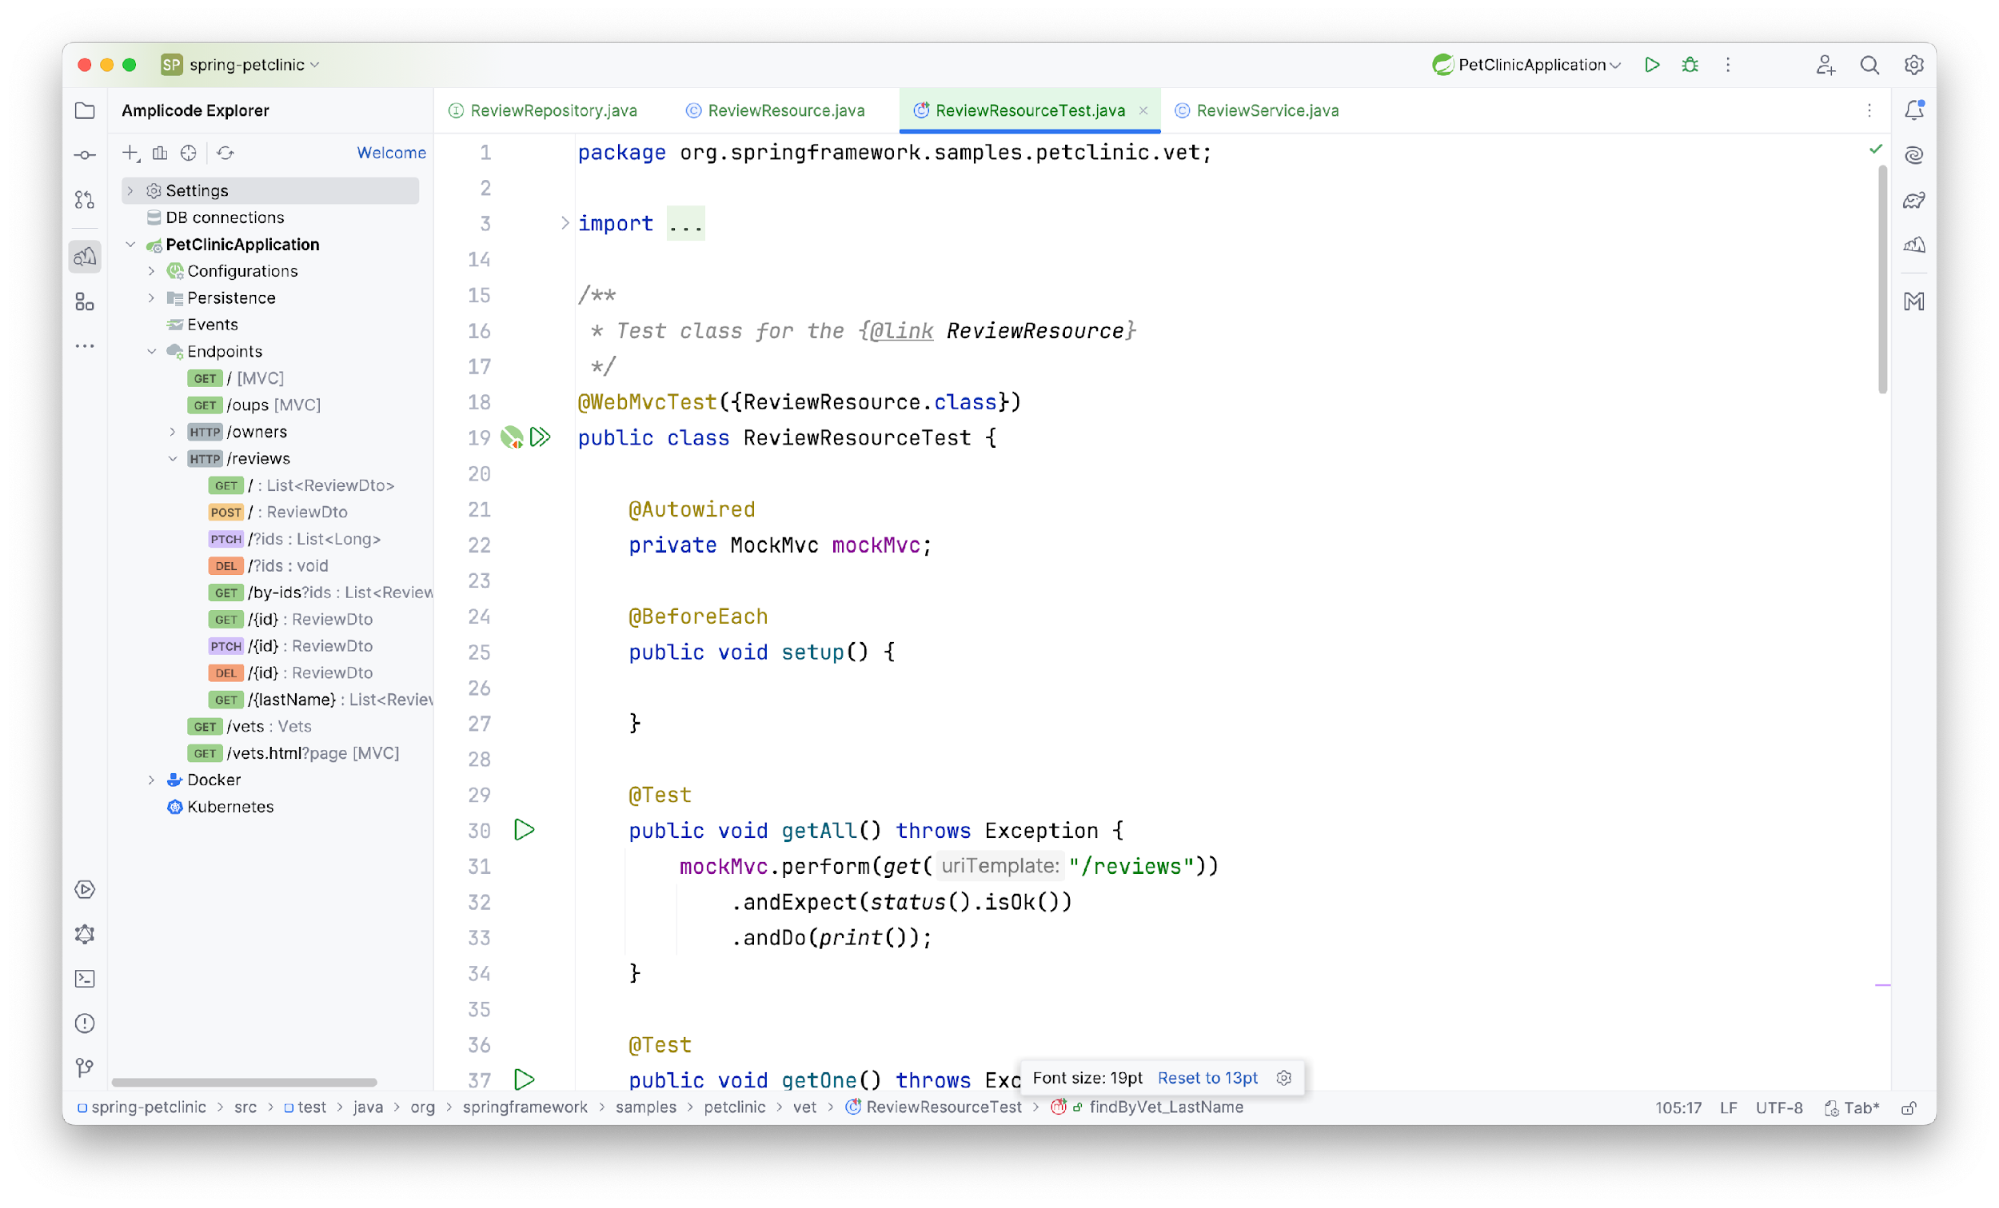 SP spring-petclinic
PetClinicApplication
Amplicode Explorer
ReviewRepository.java
ReviewResource.java
ReviewResourceTest.java
ReviewService.java
Welcome
Settings
DB connections
PetClinicApplication
Configurations
Persistence
Events
Endpoints
GET / [MVC]
GET /oups [MVC]
HTTP /owners
HTTP /reviews
GET / : List<ReviewDto>
POST / : ReviewDto
PTCH /?ids : List<Long>
DEL /?ids : void
GET /by-ids?ids : List<Review
GET /{id} : ReviewDto
PTCH /{id} : ReviewDto
DEL /{id} : ReviewDto
GET /{lastName} : List<Review
GET /vets : Vets
GET /vets.html?page [MVC]
Docker
Kubernetes
1 package org.springframework.samples.petclinic.vet;
2
3 import ...
14
15 /**
16 * Test class for the {@link ReviewResource}
17 */
18 @WebMvcTest({ReviewResource.class})
19 public class ReviewResourceTest {
20
21 @Autowired
22 private MockMvc mockMvc;
23
24 @BeforeEach
25 public void setup() {
26
27 }
28
29 @Test
30 public void getAll() throws Exception {
31 mockMvc.perform(get( uriTemplate: "/reviews"))
32 .andExpect(status().isOk())
33 .andDo(print());
34 }
35
36 @Test
37 public void getOne() throws Exc
Font size: 19pt Reset to 13pt
spring-petclinic > src > test > java > org > springframework > samples > petclinic > vet > ReviewResourceTest > findByVet_LastName
105:17 LF UTF-8 Tab*